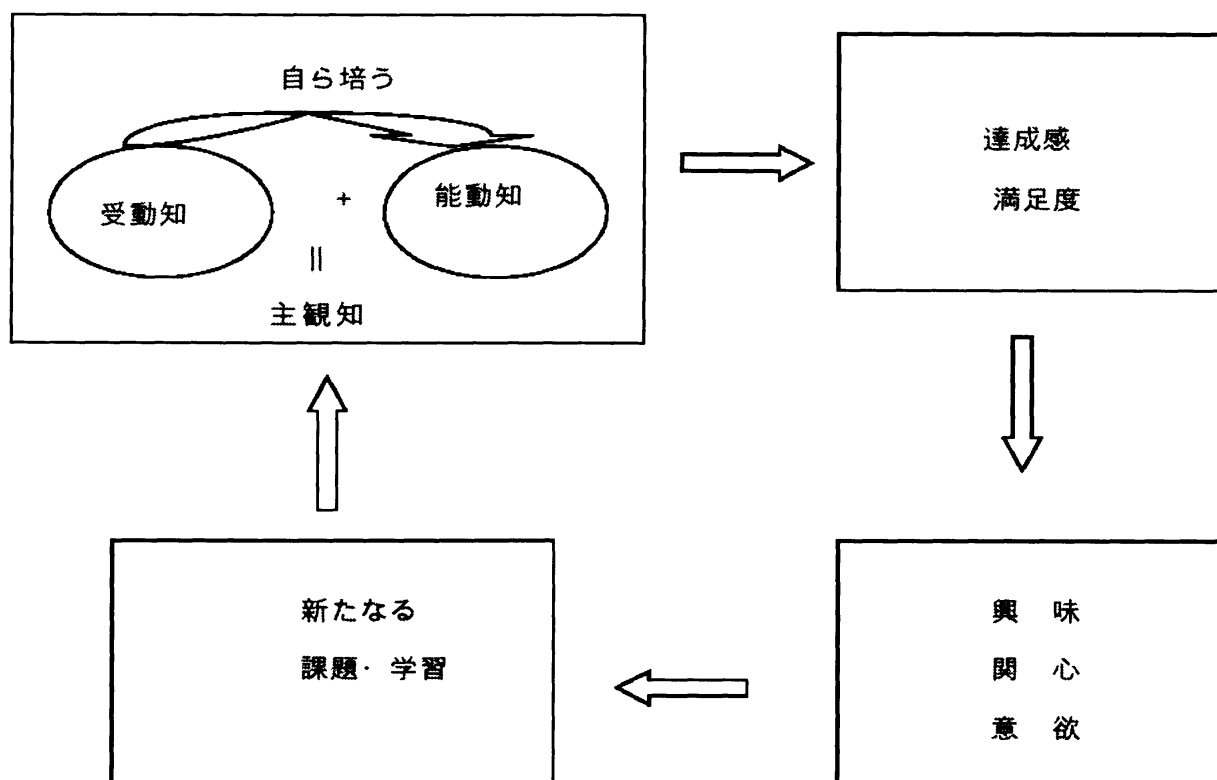 自ら培う
受動知
+
能動知
||
主観知
達成感
満足度
興 味
関 心
意 欲
新たなる
課題・学習